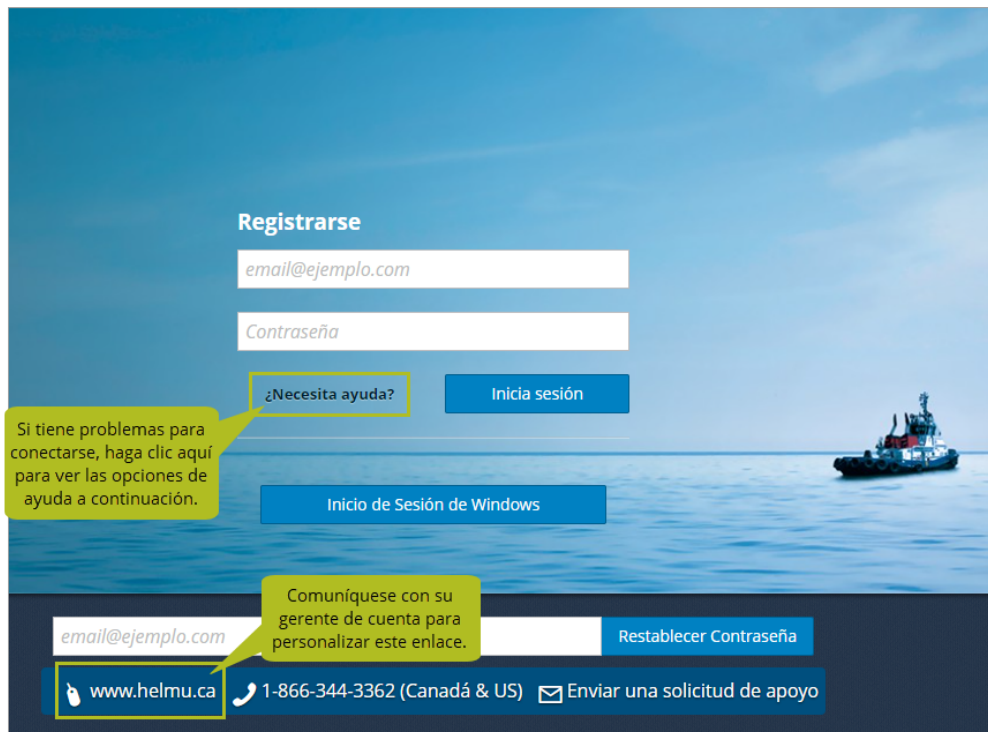 Registrarse
email@ejemplo.com
Contraseña
¿Necesita ayuda?
Inicia sesión
Si tiene problemas para
conectarse, haga clic aquí
para ver las opciones de
ayuda a continuación.
Inicio de Sesión de Windows
Comuníquese con su
gerente de cuenta para
personalizar este enlace.
email@ejemplo.com
Restablecer Contraseña
www.helmu.ca
1-866-344-3362 (Canadá & US)
Enviar una solicitud de apoyo